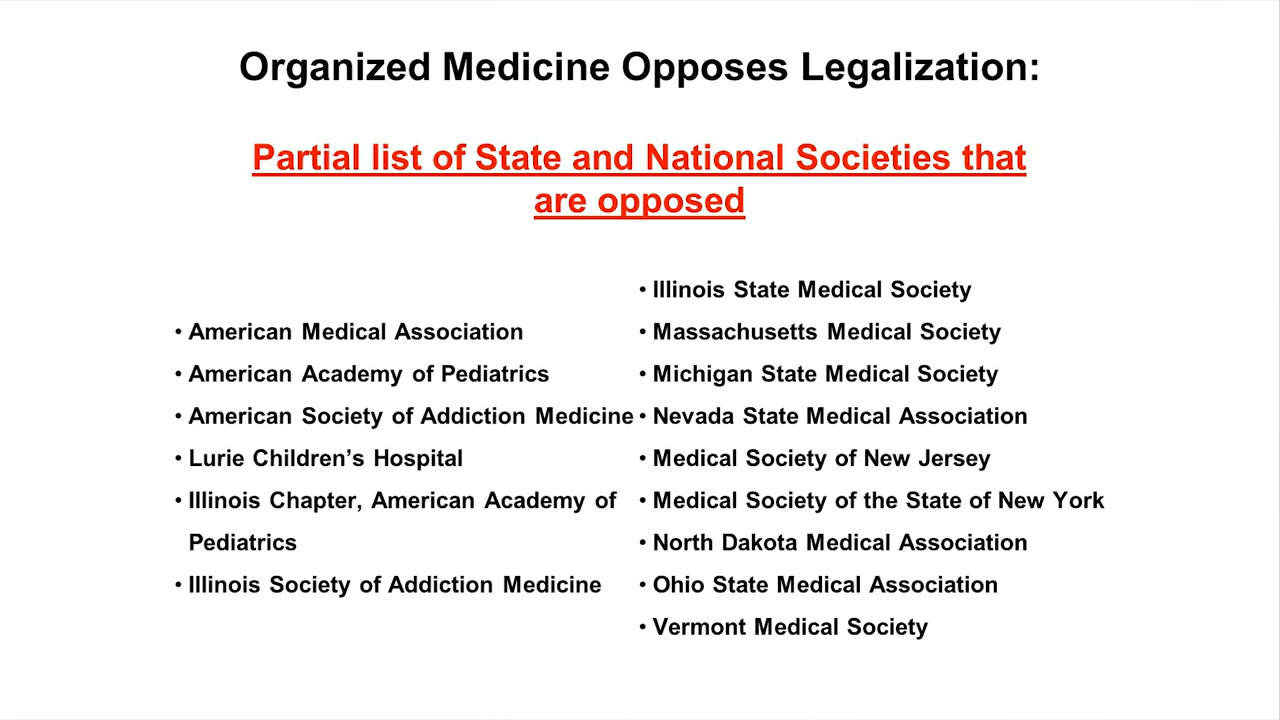 Organized Medicine Opposes Legalization:
Partial list of State and National Societies that
are opposed
• American Medical Association
• American Academy of Pediatrics
• American Society of Addiction Medicine
• Lurie Children’s Hospital
• Illinois Chapter, American Academy of
Pediatrics
• Illinois Society of Addiction Medicine
• Illinois State Medical Society
• Massachusetts Medical Society
• Michigan State Medical Society
• Nevada State Medical Association
• Medical Society of New Jersey
• Medical Society of the State of New York
• North Dakota Medical Association
• Ohio State Medical Association
• Vermont Medical Society